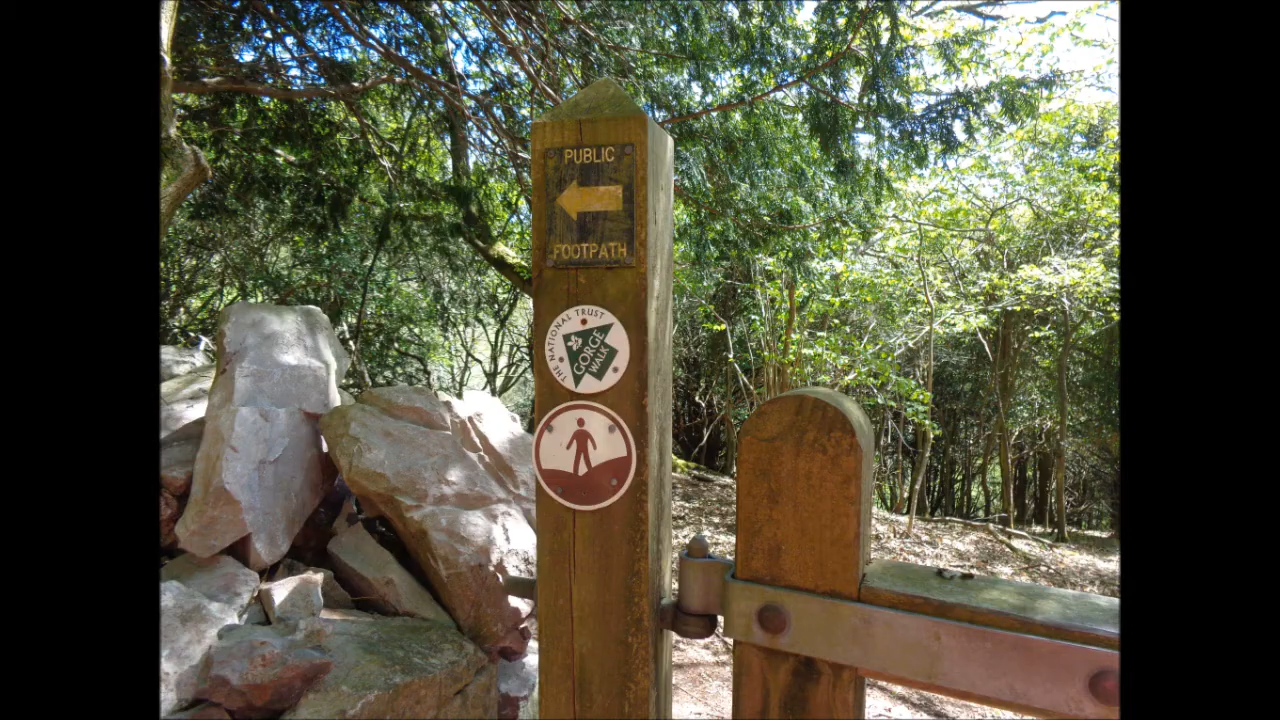 PUBLIC
FOOTPATH
THE NATIONAL TRUST
GORGE
WALK